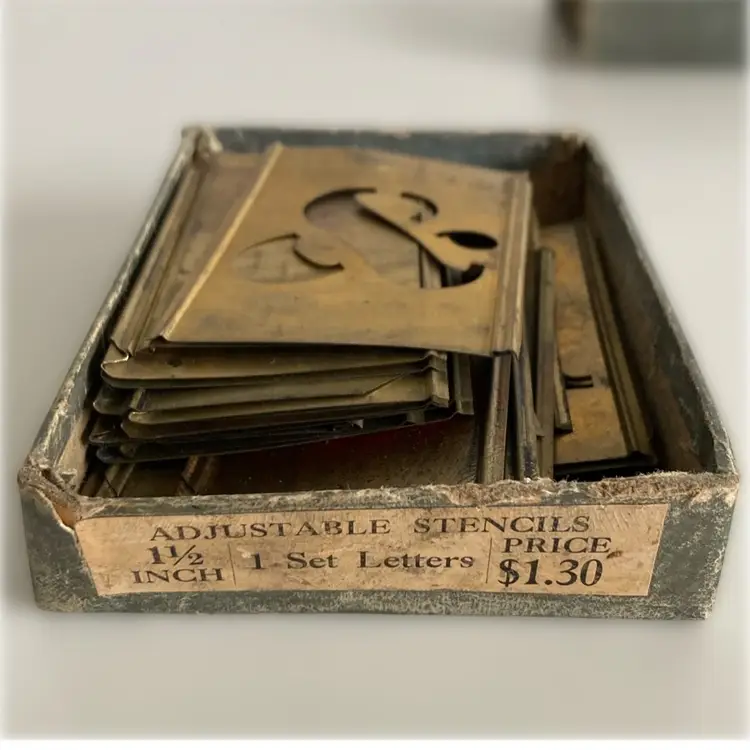 ADJUSTABLE STENCILS
1½ INCH
1 Set Letters
PRICE
$1.30
&